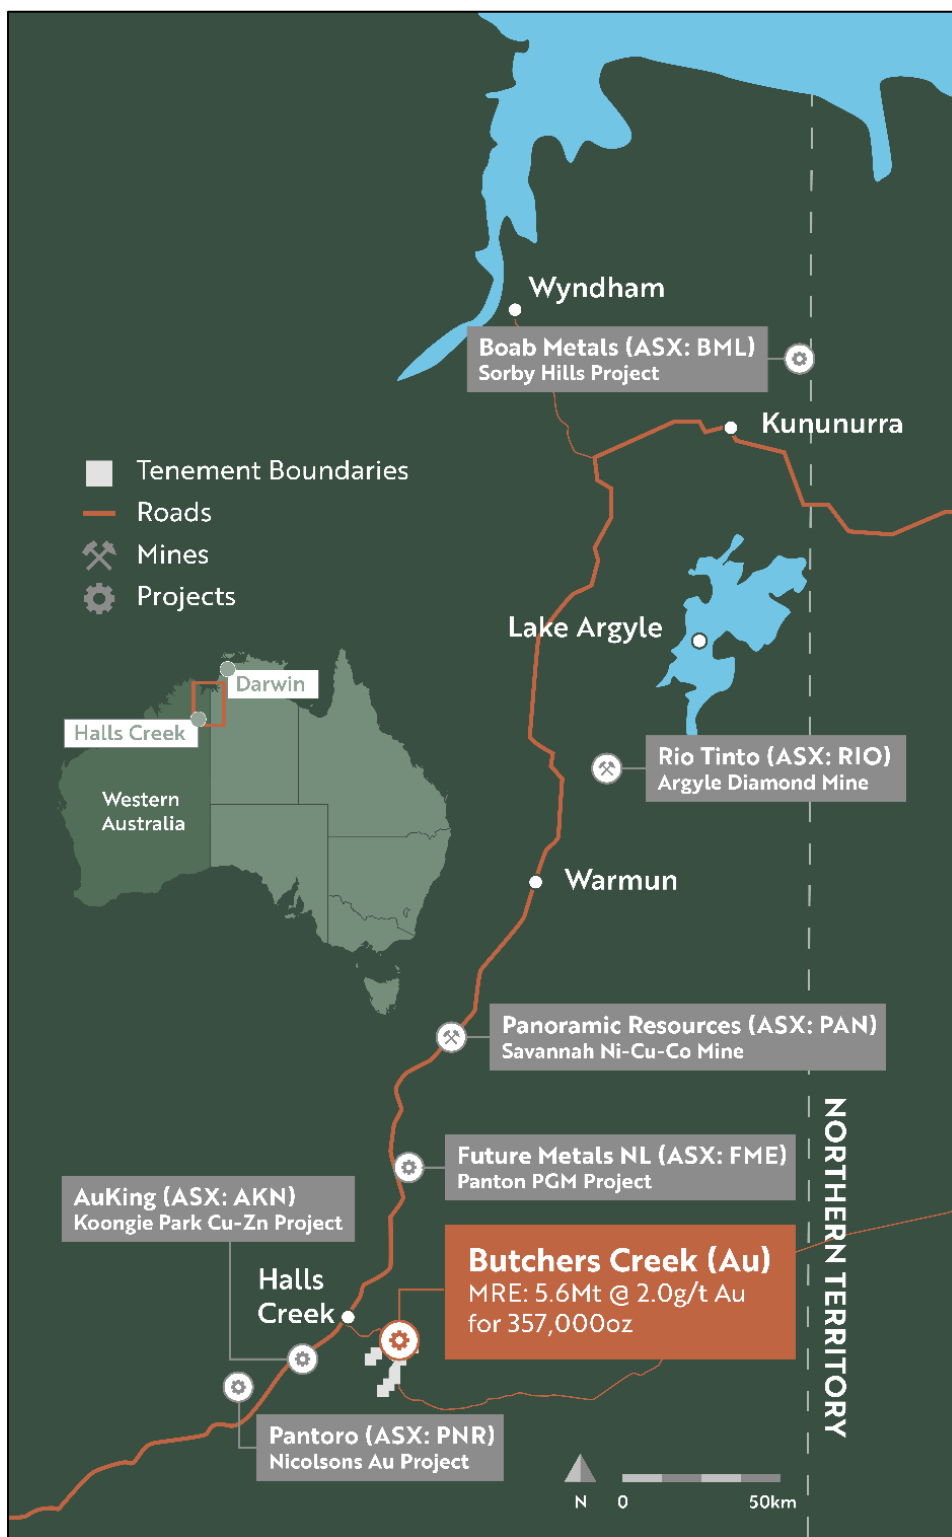 Wyndham
Boab Metals (ASX: BML)
Sorby Hills Project
Kununurra
Tenement Boundaries
Roads
Mines
Projects
Lake Argyle
Darwin
Halls Creek
Western
Australia
Rio Tinto (ASX: RIO)
Argyle Diamond Mine
Warmun
Panoramic Resources (ASX: PAN)
Savannah Ni-Cu-Co Mine
NORTHERN TERRITORY
Future Metals NL (ASX: FME)
Panton PGM Project
AuKing (ASX: AKN)
Koongie Park Cu-Zn Project
Butchers Creek (Au)
MRE: 5.6Mt @ 2.0g/t Au
for 357,000oz
Halls
Creek
Pantoro (ASX: PNR)
Nicolsons Au Project
N 0 50km